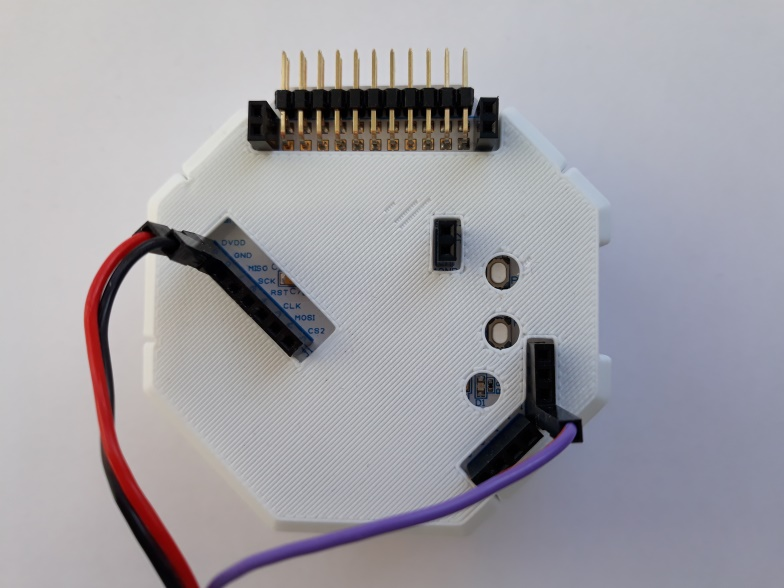 DVDD
GND
MISO
SCK
RST
CLK
MOSI
CS2
D1